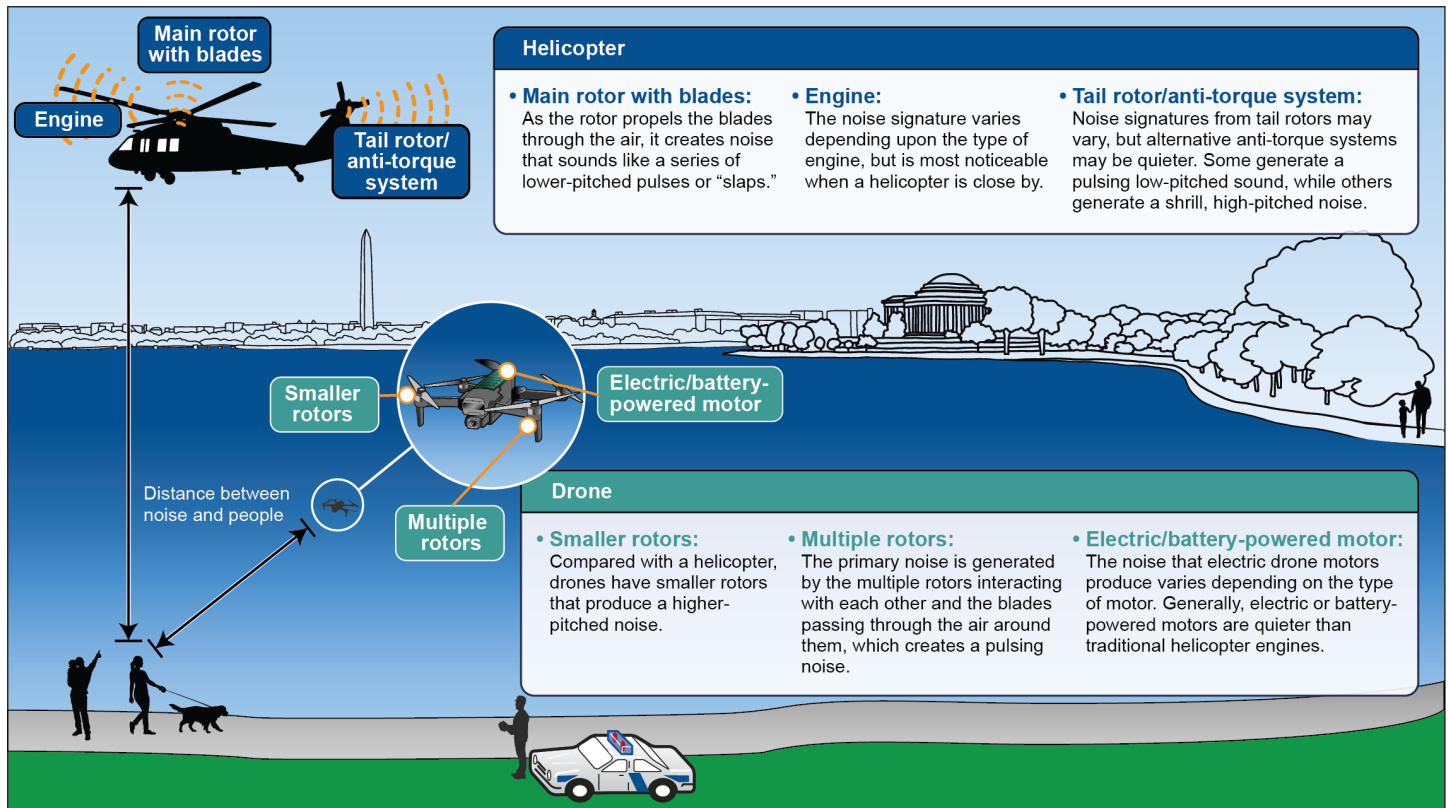 Main rotor
with blades
Engine
Tail rotor/
anti-torque
system
Helicopter
• Main rotor with blades:
As the rotor propels the blades
through the air, it creates noise
that sounds like a series of
lower-pitched pulses or “slaps.”
• Engine:
The noise signature varies
depending upon the type of
engine, but is most noticeable
when a helicopter is close by.
• Tail rotor/anti-torque system:
Noise signatures from tail rotors may
vary, but alternative anti-torque systems
may be quieter. Some generate a
pulsing low-pitched sound, while others
generate a shrill, high-pitched noise.
Smaller
rotors
Electric/battery-
powered motor
Multiple
rotors
Distance between
noise and people
Drone
• Smaller rotors:
Compared with a helicopter,
drones have smaller rotors
that produce a higher-
pitched noise.
• Multiple rotors:
The primary noise is generated
by the multiple rotors interacting
with each other and the blades
passing through the air around
them, which creates a pulsing
noise.
• Electric/battery-powered motor:
The noise that electric drone motors
produce varies depending on the type
of motor. Generally, electric or battery-
powered motors are quieter than
traditional helicopter engines.